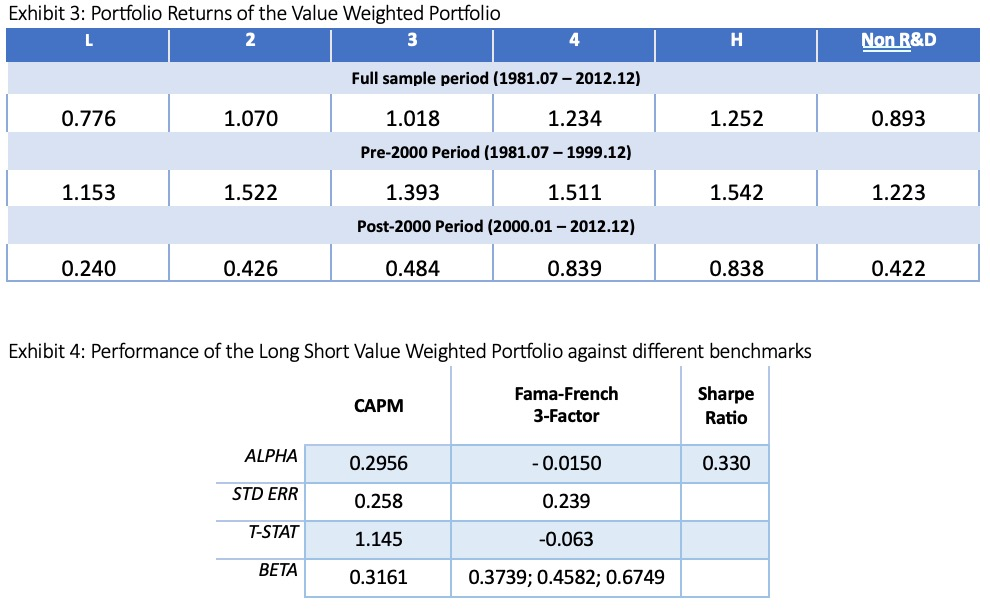 Exhibit 3: Portfolio Returns of the Value Weighted Portfolio
L 2 3 4 H Non R&D
Full sample period (1981.07 – 2012.12)
0.776 1.070 1.018 1.234 1.252 0.893
Pre-2000 Period (1981.07 – 1999.12)
1.153 1.522 1.393 1.511 1.542 1.223
Post-2000 Period (2000.01 – 2012.12)
0.240 0.426 0.484 0.839 0.838 0.422
Exhibit 4: Performance of the Long Short Value Weighted Portfolio against different benchmarks
CAPM Fama-French 3-Factor Sharpe Ratio
ALPHA 0.2956 - 0.0150 0.330
STD ERR 0.258 0.239
T-STAT 1.145 -0.063
BETA 0.3161 0.3739; 0.4582; 0.6749